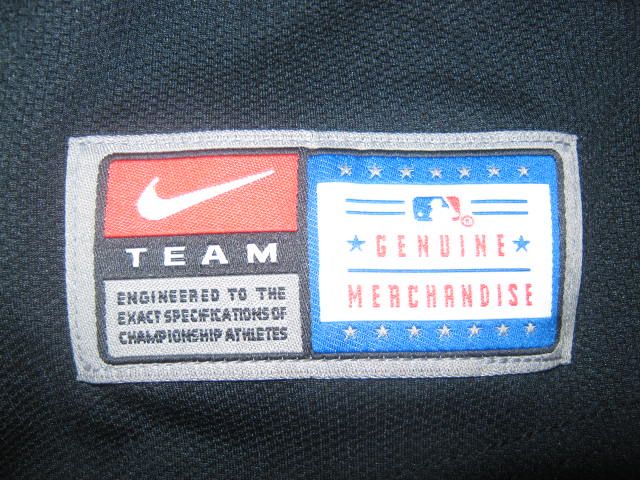 TEAM
ENGINEERED TO THE
EXACT SPECIFICATIONS OF
CHAMPIONSHIP ATHLETES
GENUINE
MERCHANDISE